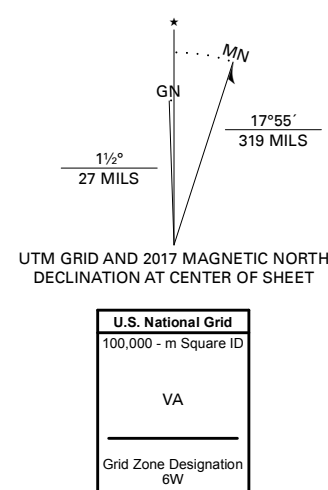 ★
MN
GN
17°55´
319 MILS
1½°
27 MILS
UTM GRID AND 2017 MAGNETIC NORTH
DECLINATION AT CENTER OF SHEET
U.S. National Grid
100,000 - m Square ID
VA
Grid Zone Designation
6W